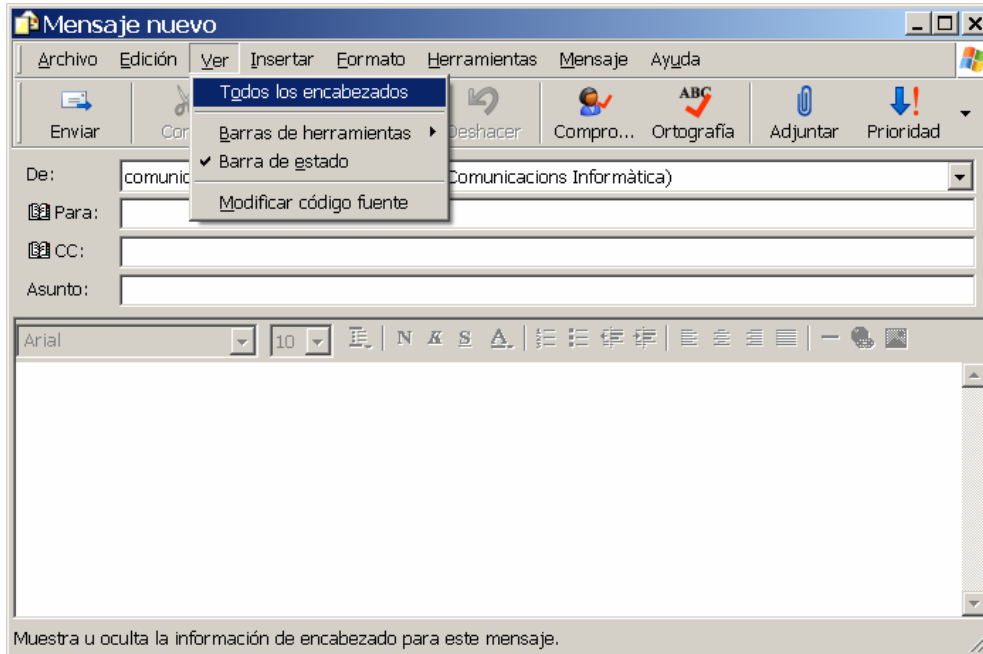 Mensaje nuevo
Archivo Edición Ver Insertar Formato Herramientas Mensaje Ayuda
Todos los encabezados
Barras de herramientas
Barra de estado
Modificar código fuente
Enviar Cor Deshacer Compro... Ortografía Adjuntar Prioridad
ABC
De: comunic Comunicacions Informàtica)
Para:
CC:
Asunto:
Arial 10 N K S A
Muestra u oculta la información de encabezado para este mensaje.